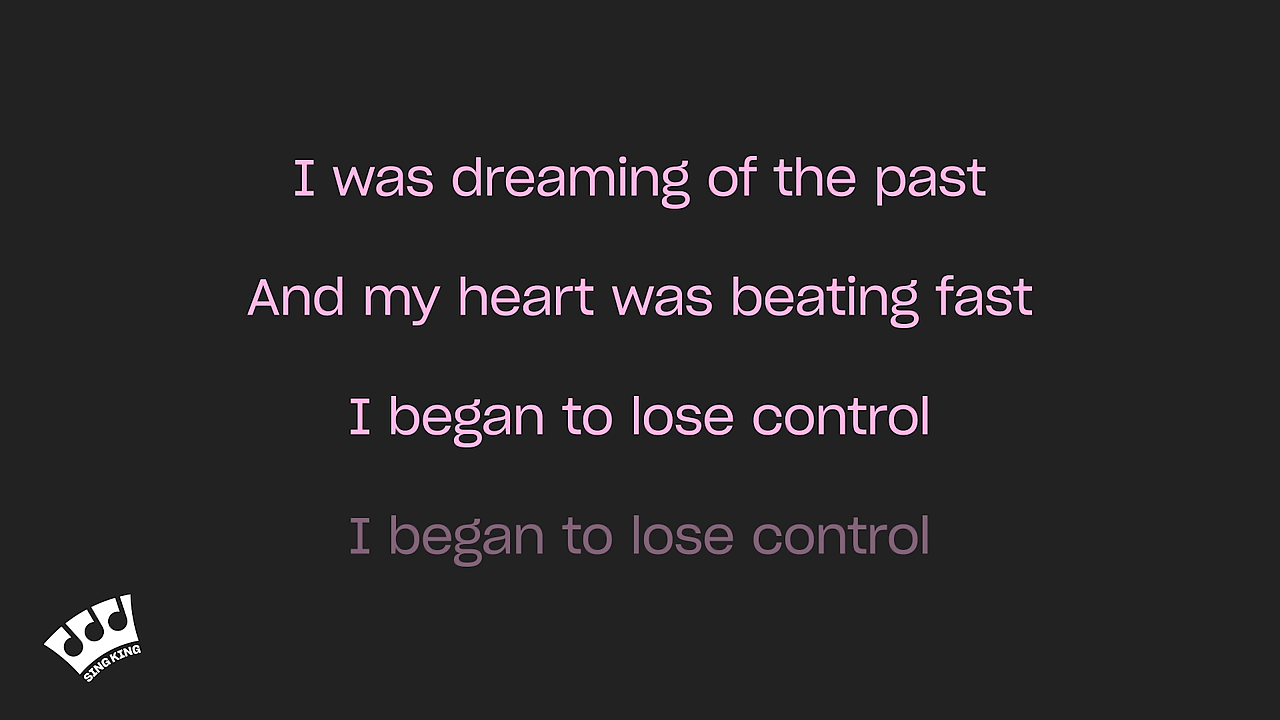 I was dreaming of the past
And my heart was beating fast
I began to lose control
I began to lose control
SING KING